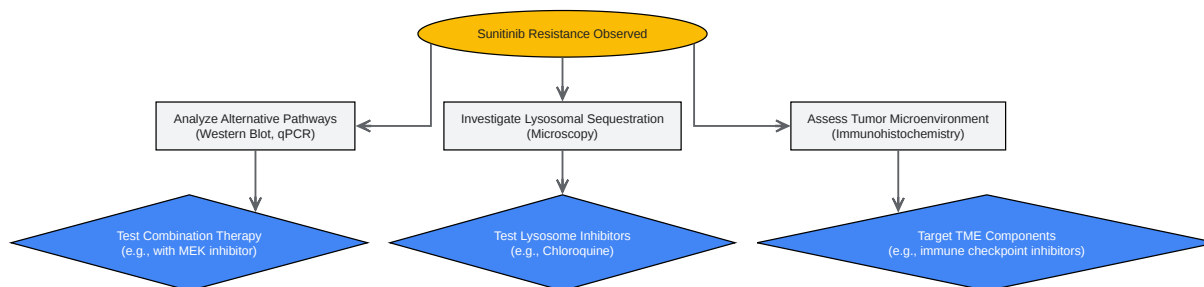 Sunitinib Resistance Observed
Analyze Alternative Pathways
(Western Blot, qPCR)
Investigate Lysosomal Sequestration
(Microscopy)
Assess Tumor Microenvironment
(Immunohistochemistry)
Test Combination Therapy
(e.g., with MEK inhibitor)
Test Lysosome Inhibitors
(e.g., Chloroquine)
Target TME Components
(e.g., immune checkpoint inhibitors)